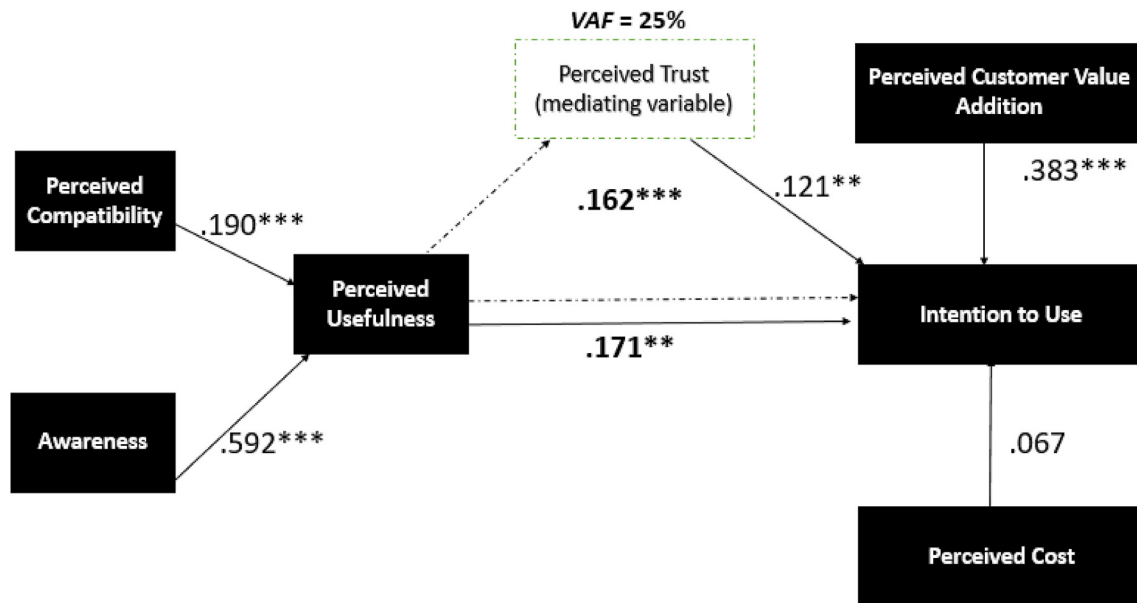 VAF = 25%
Perceived Trust
(mediating variable)
Perceived Customer Value
Addition
.383***
Perceived
Compatibility
.190***
.162***
.121**
Perceived
Usefulness
Intention to Use
.171**
Awareness
.592***
.067
Perceived Cost